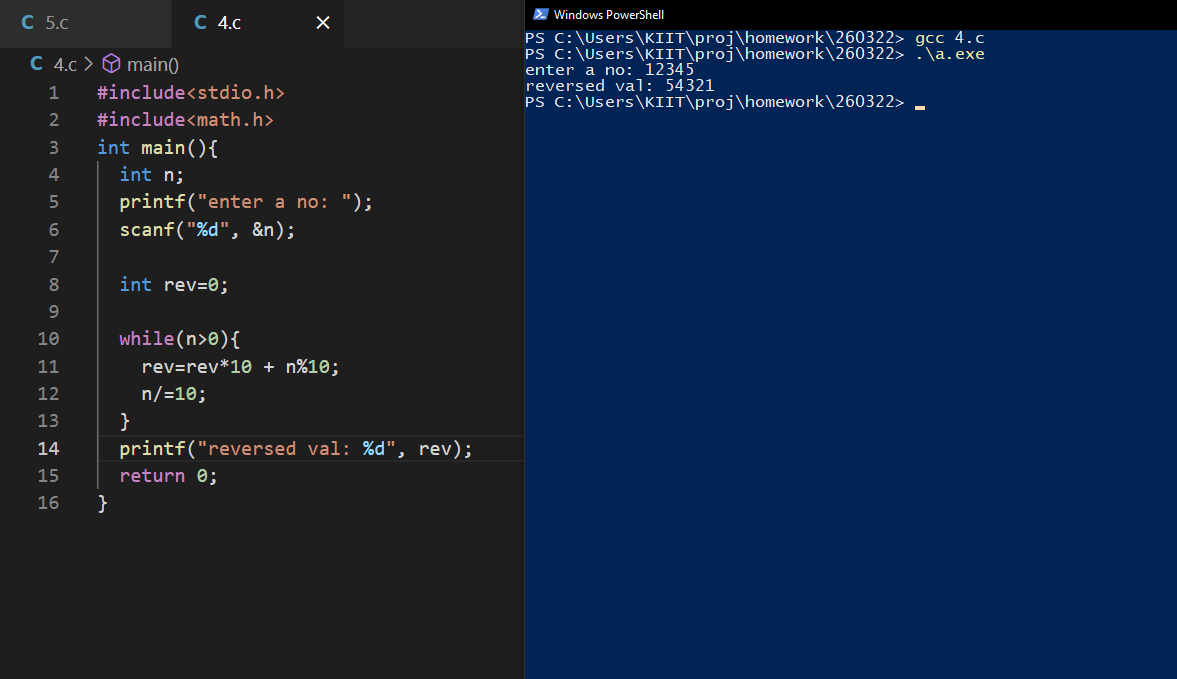 C 5.c
C 4.c ×
C 4.c > main()
1 #include<stdio.h>
2 #include<math.h>
3 int main(){
4   int n;
5   printf("enter a no: ");
6   scanf("%d", &n);
7
8   int rev=0;
9
10   while(n>0){
11     rev=rev*10 + n%10;
12     n/=10;
13   }
14   printf("reversed val: %d", rev);
15   return 0;
16 }
Windows PowerShell
PS C:\Users\KIIT\proj\homework\260322> gcc 4.c
PS C:\Users\KIIT\proj\homework\260322> .\a.exe
enter a no: 12345
reversed val: 54321
PS C:\Users\KIIT\proj\homework\260322> _